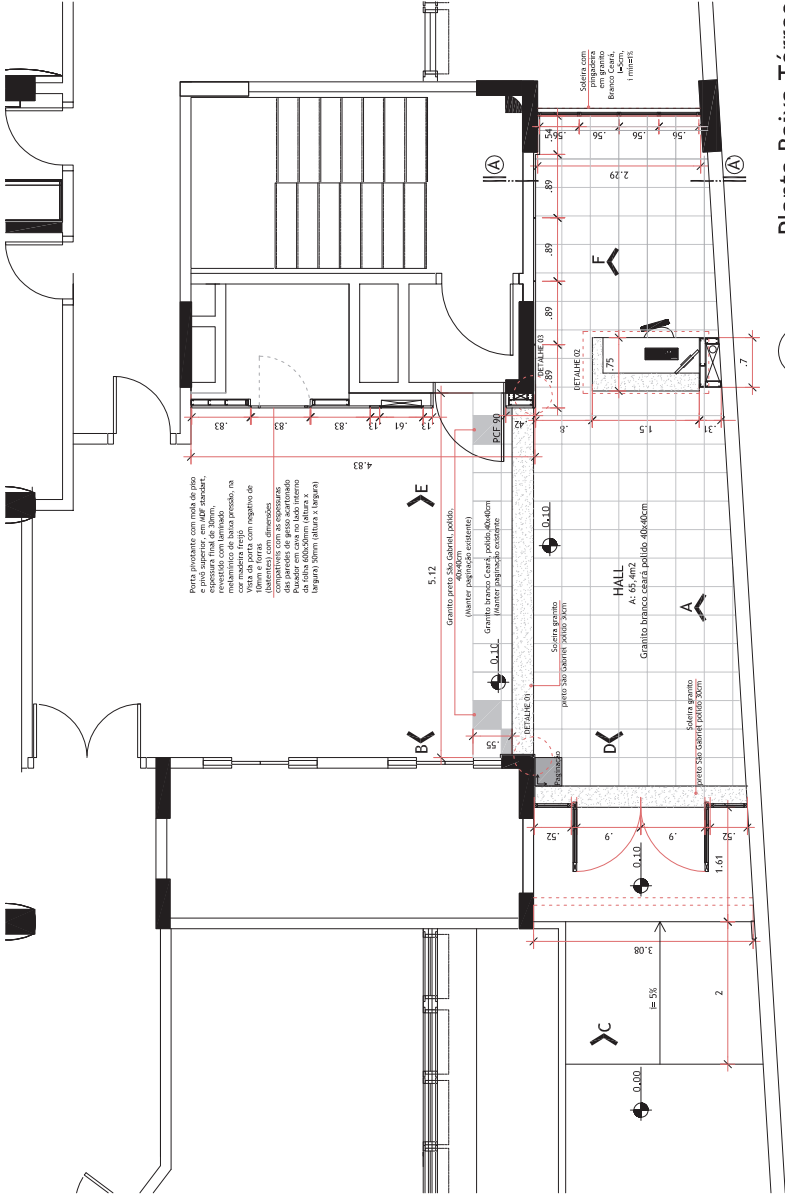 Planta Baixa Térreo
Soleira com
pingadeira
em granito
Branco Ceará,
l=5cm,
i mín=1%
.56
.56
.56
.56
.54
2.29
A
A
.89
.89
.89
.89
F
DETALHE 03
DETALHE 02
.75
.7
.8
1.5
.31
.42
PCF 90
.83
.83
.83
.13
.61
.13
4.83
Porta pivotante com mola de piso
e pivô superior, em MDF standart,
espessura final de 30mm,
revestido com laminado
melamínico de baixa pressão, na
cor madeira freijó
Vista da porta com negativo de
10mm e forras
(batentes) com dimensões
compatíveis com as espessuras
das paredes de gesso acartonado
Puxador em cava no lado interno
da folha 600x50mm (altura x
largura) 50mm (altura x largura)
E
5.12
Granito preto São Gabriel, polido,
40x40cm
(Manter paginação existente)
Granito branco Ceará, polido,40x40cm
(Manter paginação existente
0.10
0.10
HALL
A: 65,4m2
Granito branco ceará polido 40x40cm
A
Soleira granito
preto São Gabriel polido 30cm
DETALHE 01
B
.55
D
Paginação
Soleira granito
preto São Gabriel polido 30cm
.52
.9
.9
.52
0.10
1.61
3.08
i= 5%
2
C
0.00